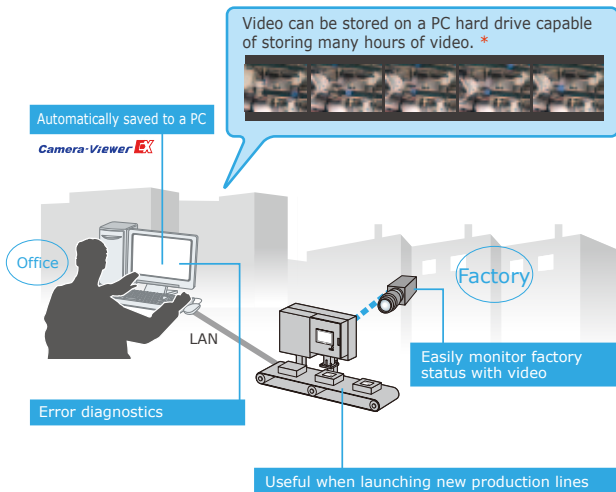 Video can be stored on a PC hard drive capable
of storing many hours of video. *
Automatically saved to a PC
Camera-Viewer EX
Office
Factory
LAN
Easily monitor factory
status with video
Error diagnostics
Useful when launching new production lines